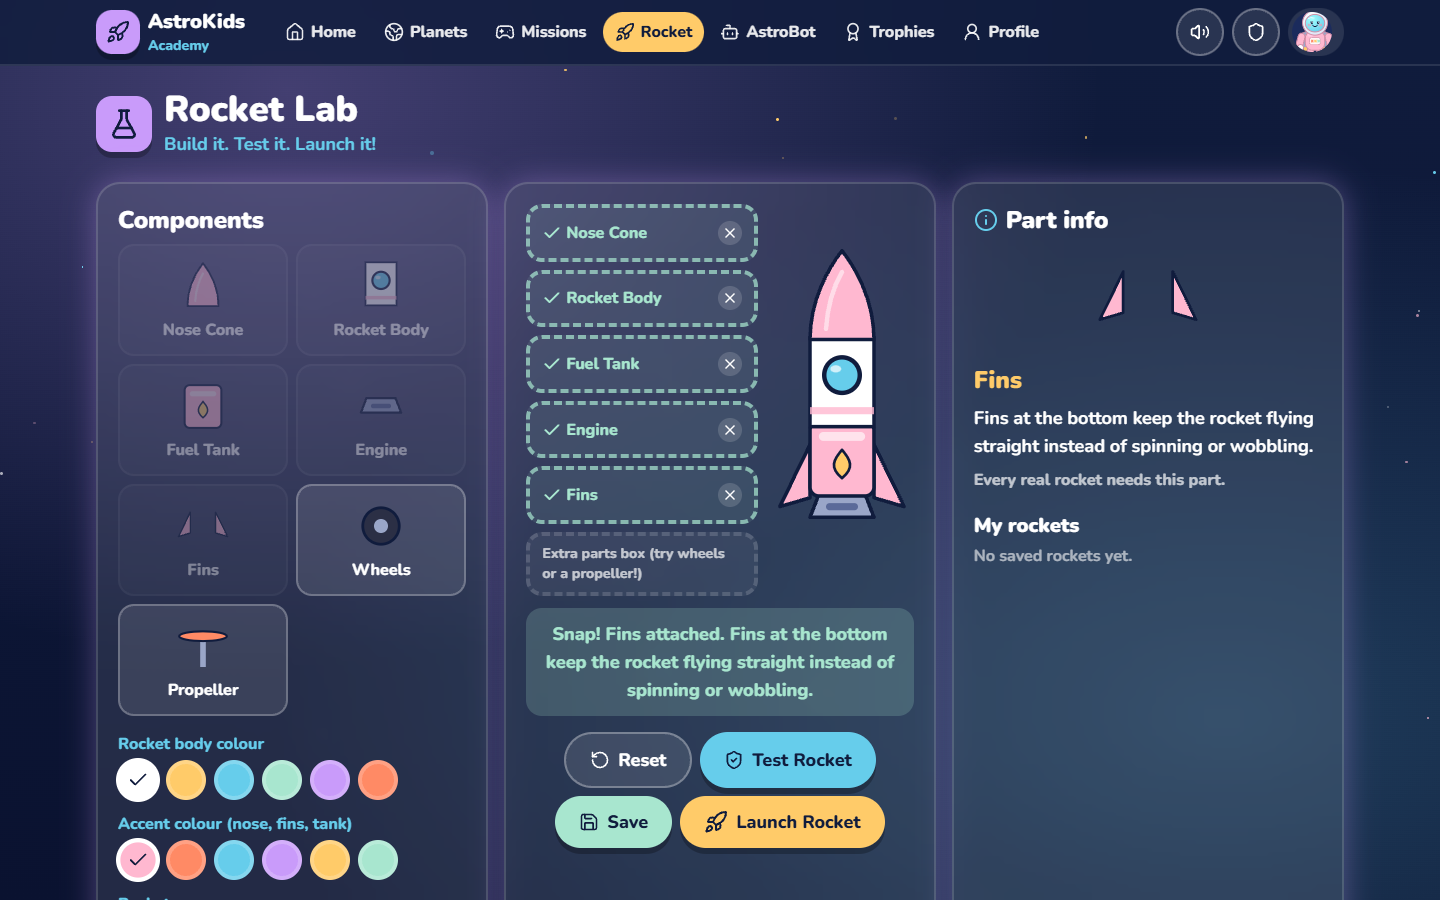 AstroKids
Academy
Home
Planets
Missions
Rocket
AstroBot
Trophies
Profile
Rocket Lab
Build it. Test it. Launch it!
Components
Nose Cone
Rocket Body
Fuel Tank
Engine
Fins
Wheels
Propeller
Rocket body colour
Accent colour (nose, fins, tank)
Nose Cone
Rocket Body
Fuel Tank
Engine
Fins
Extra parts box (try wheels
or a propeller!)
Snap! Fins attached. Fins at the bottom
keep the rocket flying straight instead of
spinning or wobbling.
Reset
Test Rocket
Save
Launch Rocket
Part info
Fins
Fins at the bottom keep the rocket flying
straight instead of spinning or wobbling.
Every real rocket needs this part.
My rockets
No saved rockets yet.